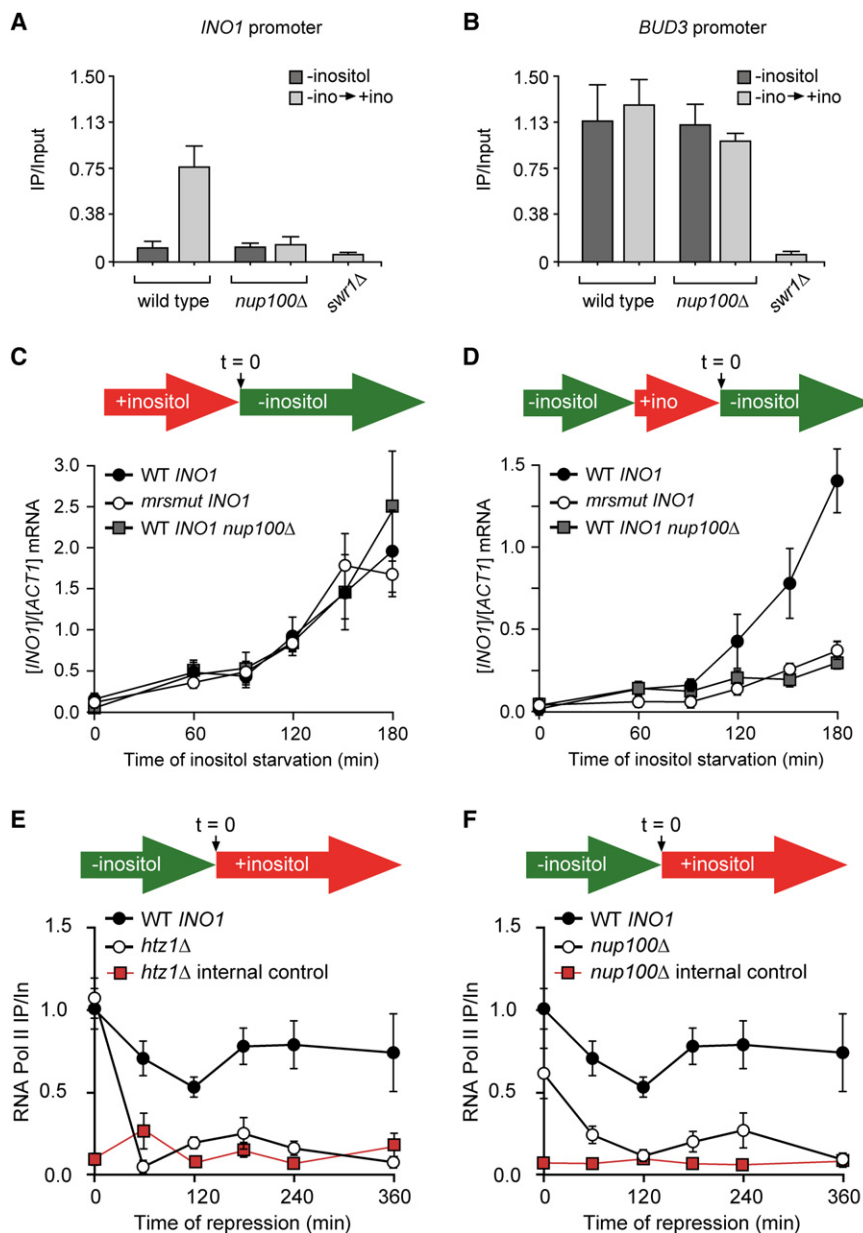 A
INO1 promoter
1.50
1.13
0.75
0.38
0
IP/Input
-inositol
-ino→+ino
wild type
nup100Δ
swr1Δ
B
BUD3 promoter
1.50
1.13
0.75
0.38
0
IP/Input
-inositol
-ino→+ino
wild type
nup100Δ
swr1Δ
C
t = 0
+inositol
-inositol
WT INO1
mrsmut INO1
WT INO1 nup100Δ
3.0
2.5
2.0
1.5
1.0
0.5
0.0
[INO1]/[ACT1] mRNA
0 60 90 120 150 180
Time of inositol starvation (min)
D
t = 0
-inositol
+ino
-inositol
WT INO1
mrsmut INO1
WT INO1 nup100Δ
1.5
1.0
0.5
0.0
[INO1]/[ACT1] mRNA
0 60 90 120 150 180
Time of inositol starvation (min)
E
t = 0
-inositol
+inositol
WT INO1
htz1Δ
htz1Δ internal control
1.5
1.0
0.5
0.0
RNA Pol II IP/In
0 120 240 360
Time of repression (min)
F
t = 0
-inositol
+inositol
WT INO1
nup100Δ
nup100Δ internal control
1.5
1.0
0.5
0.0
RNA Pol II IP/In
0 120 240 360
Time of repression (min)